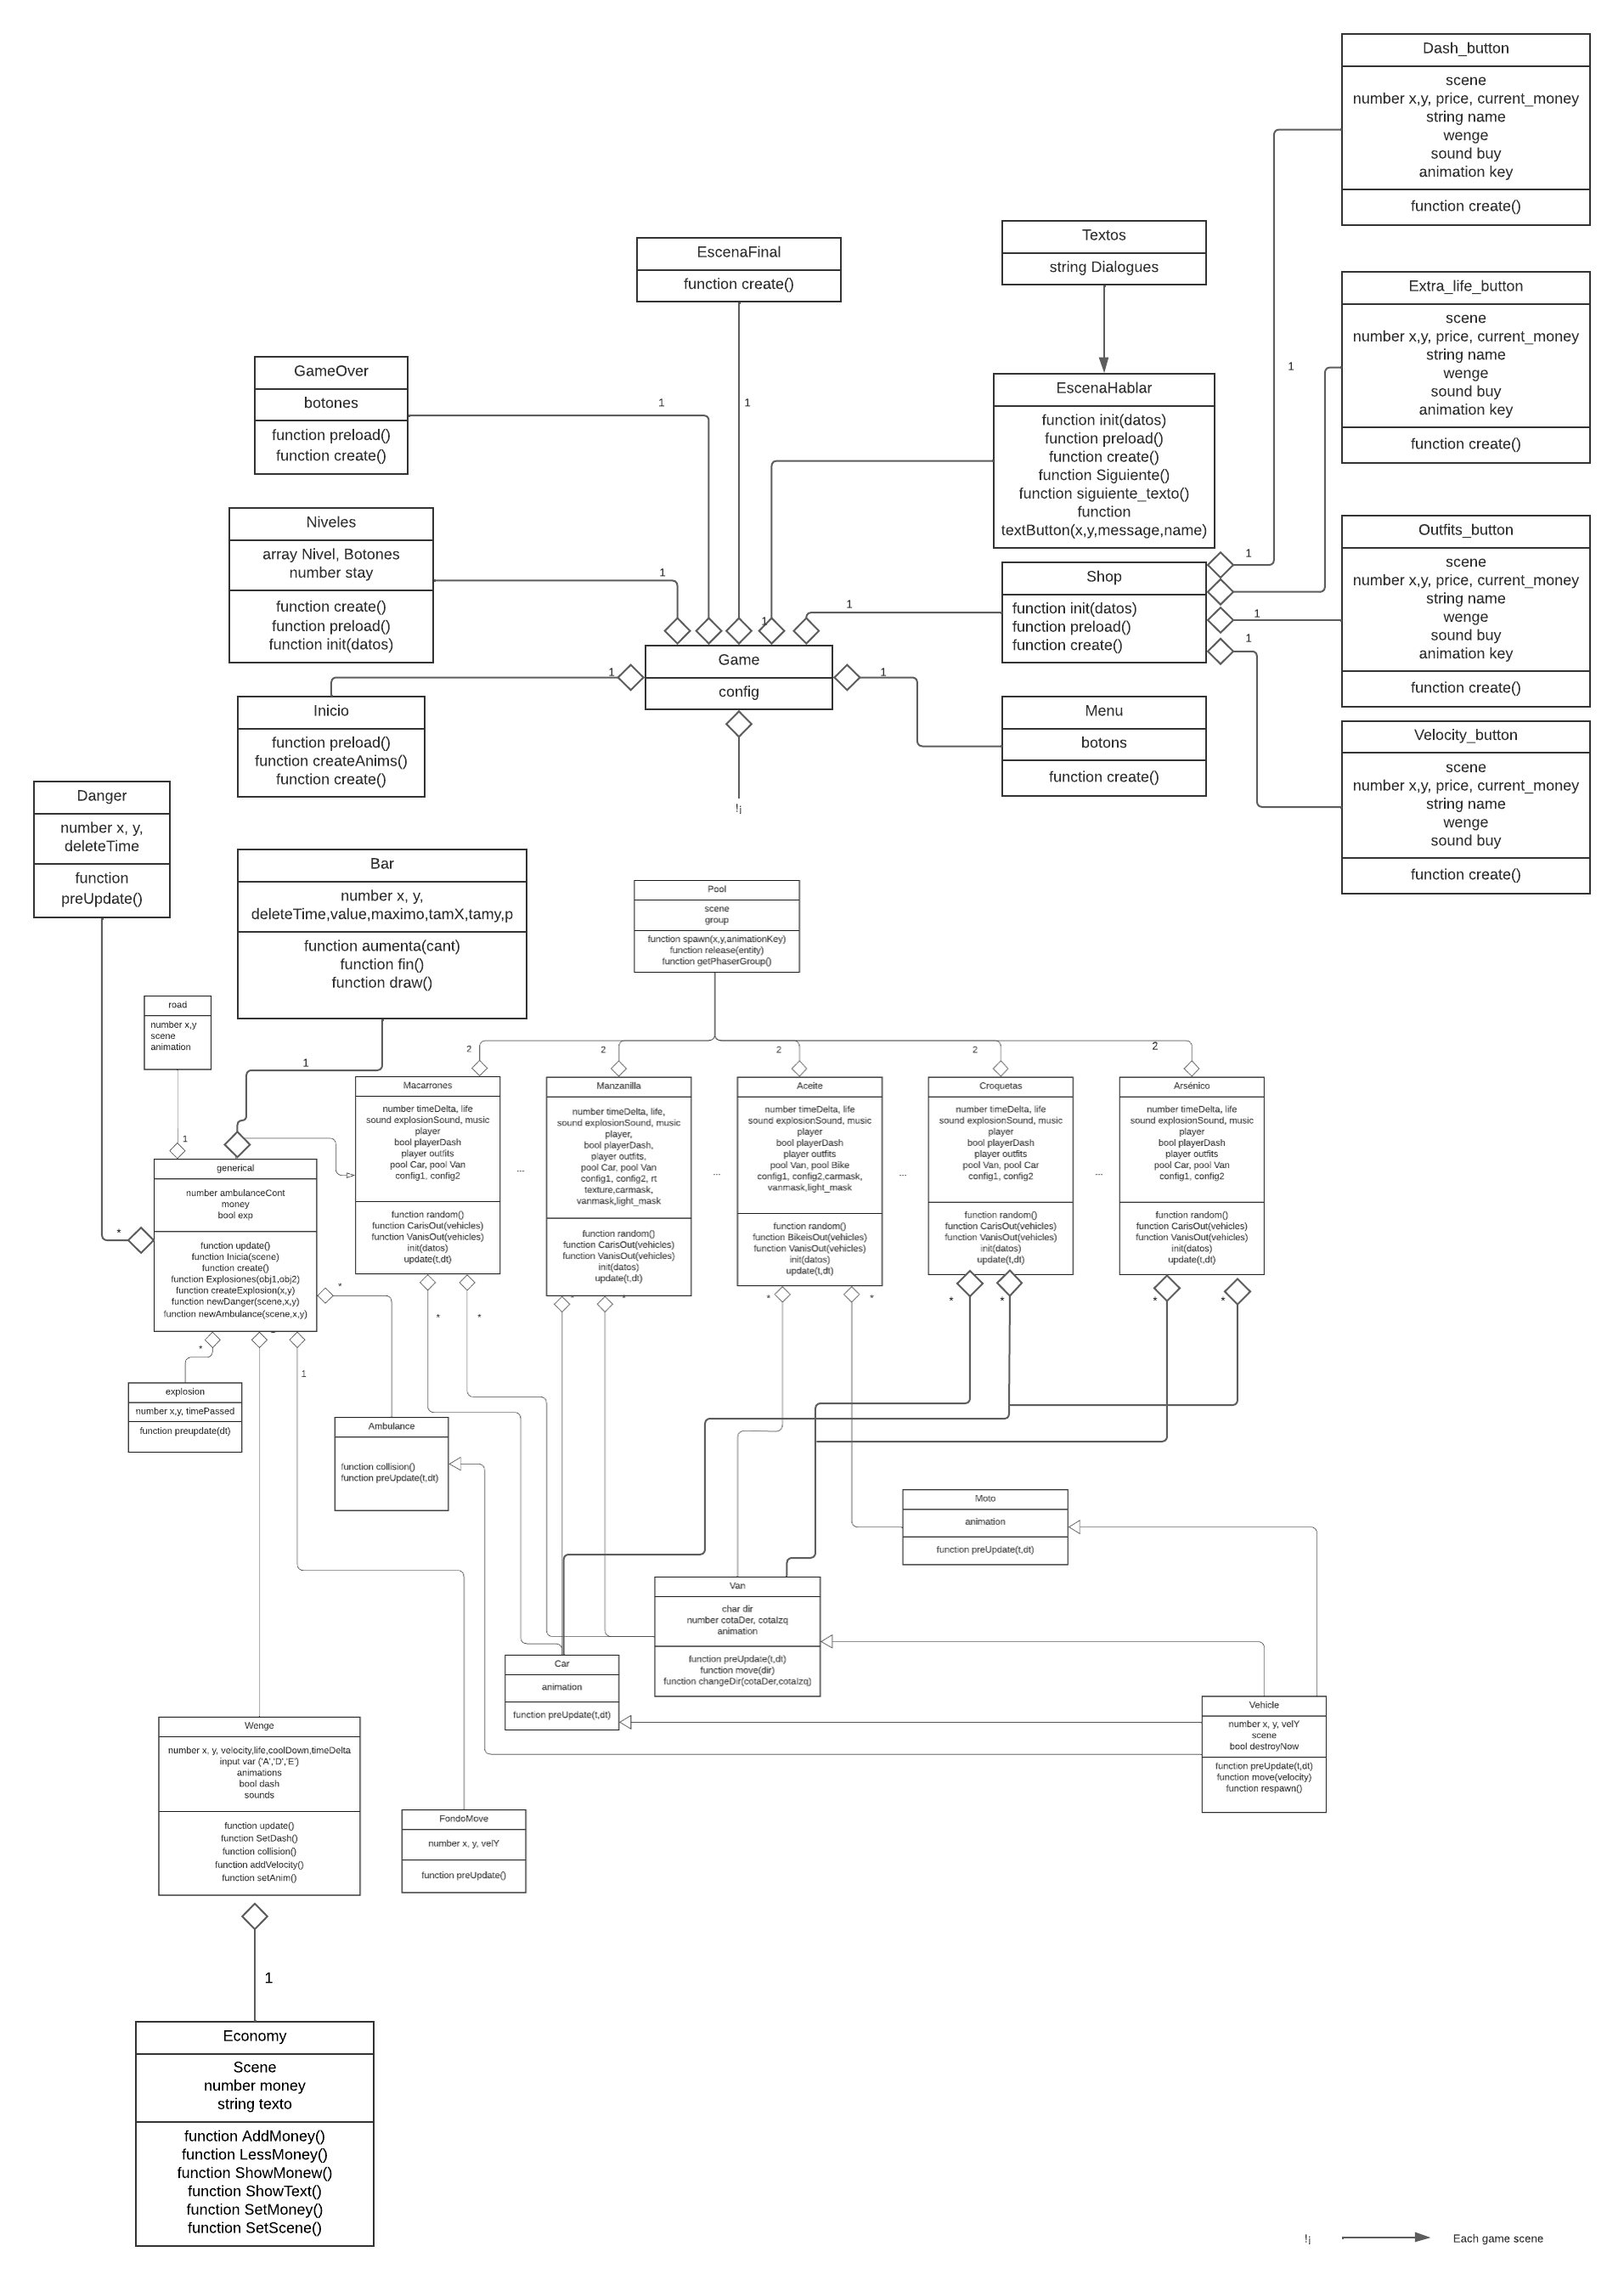 Dash_button
scene
number x,y, price, current_money
string name
wenge
sound buy
animation key
function create()
Textos
string Dialogues
EscenaFinal
function create()
Extra_life_button
scene
number x,y, price, current_money
string name
wenge
sound buy
animation key
function create()
1
GameOver
botones
function preload()
function create()
1
1
EscenaHablar
function init(datos)
function preload()
function create()
function Siguiente()
function siguiente_texto()
function
textButton(x,y,message,name)
Niveles
array Nivel, Botones
number stay
function create()
function preload()
function init(datos)
1
Outfits_button
scene
number x,y, price, current_money
string name
wenge
sound buy
animation key
function create()
1
1
1
Shop
function init(datos)
function preload()
function create()
1
1
Game
config
1
1
Inicio
function preload()
function createAnims()
function create()
Menu
botons
function create()
Velocity_button
scene
number x,y, price, current_money
string name
wenge
sound buy
function create()
!¡
Danger
number x, y,
deleteTime
function
preUpdate()
Bar
number x, y,
deleteTime,value,maximo,tamX,tamy,p
function aumenta(cant)
function fin()
function draw()
Pool
scene
group
function spawn(x,y,animationKey)
function release(entity)
function getPhaserGroup()
road
number x,y
scene
animation
1
2
2
2
2
2
Macarrones
number timeDelta, life
sound explosionSound, music
player
bool playerDash
player outfits
pool Car, pool Van
config1, config2
function random()
function CarisOut(vehicles)
function VanisOut(vehicles)
init(datos)
update(t,dt)
...
Manzanilla
number timeDelta, life,
sound explosionSound, music
player,
bool playerDash,
player outfits,
pool Car, pool Van
config1, config2, rt
texture,carmask,
vanmask,light_mask
function random()
function CarisOut(vehicles)
function VanisOut(vehicles)
init(datos)
update(t,dt)
...
Aceite
number timeDelta, life
sound explosionSound, music
player
bool playerDash
player outfits
pool Van, pool Bike
config1, config2,carmask,
vanmask,light_mask
function random()
function BikeisOut(vehicles)
function VanisOut(vehicles)
init(datos)
update(t,dt)
...
Croquetas
number timeDelta, life
sound explosionSound, music
player
bool playerDash
player outfits
pool Van, pool Car
config1, config2
function random()
function CarisOut(vehicles)
function VanisOut(vehicles)
init(datos)
update(t,dt)
...
Arsénico
number timeDelta, life
sound explosionSound, music
player
bool playerDash
player outfits
pool Car, pool Van
config1, config2
function random()
function CarisOut(vehicles)
function VanisOut(vehicles)
init(datos)
update(t,dt)
1
generical
number ambulanceCont
money
bool exp
function update()
function Inicia(scene)
function create()
function Explosiones(obj1,obj2)
function createExplosion(x,y)
function newDanger(scene,x,y)
function newAmbulance(scene,x,y)
*
*
*
*
*
*
*
*
*
*
*
*
*
1
explosion
number x,y, timePassed
function preupdate(dt)
Ambulance
function collision()
function preUpdate(t,dt)
Moto
animation
function preUpdate(t,dt)
Van
char dir
number cotaDer, cotaIzq
animation
function preUpdate(t,dt)
function move(dir)
function changeDir(cotaDer,cotaIzq)
Car
animation
function preUpdate(t,dt)
Vehicle
number x, y, velY
scene
bool destroyNow
function preUpdate(t,dt)
function move(velocity)
function respawn()
Wenge
number x, y, velocity,life,coolDown,timeDelta
input var ('A','D','E')
animations
bool dash
sounds
function update()
function SetDash()
function collision()
function addVelocity()
function setAnim()
FondoMove
number x, y, velY
function preUpdate()
1
Economy
Scene
number money
string texto
function AddMoney()
function LessMoney()
function ShowMonew()
function ShowText()
function SetMoney()
function SetScene()
!¡
Each game scene